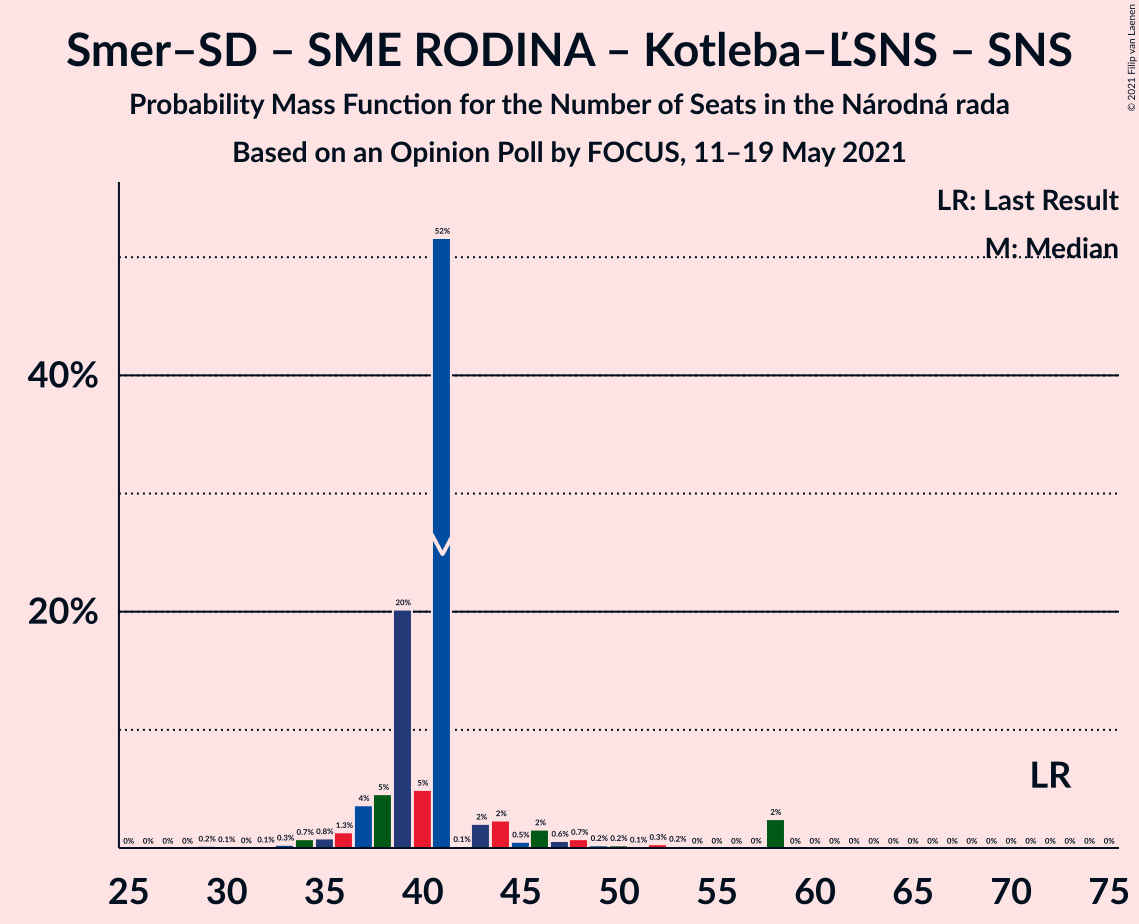 Smer–SD – SME RODINA – Kotleba–ĽSNS – SNS
Probability Mass Function for the Number of Seats in the Národná rada
Based on an Opinion Poll by FOCUS, 11–19 May 2021
© 2021 Filip van Laenen
LR: Last Result
M: Median
40%
20%
0% 0% 0% 0% 0.2% 0.1% 0% 0.1% 0.3% 0.7% 0.8% 1.3% 4% 5% 20% 5% 52% 0.1% 2% 2% 0.5% 2% 0.6% 0.7% 0.2% 0.2% 0.1% 0.3% 0.2% 0% 0% 0% 0% 2% 0% 0% 0% 0% 0% 0% 0% 0% 0% 0% 0% 0% 0% 0% 0% 0% 0%
LR
25 30 35 40 45 50 55 60 65 70 75